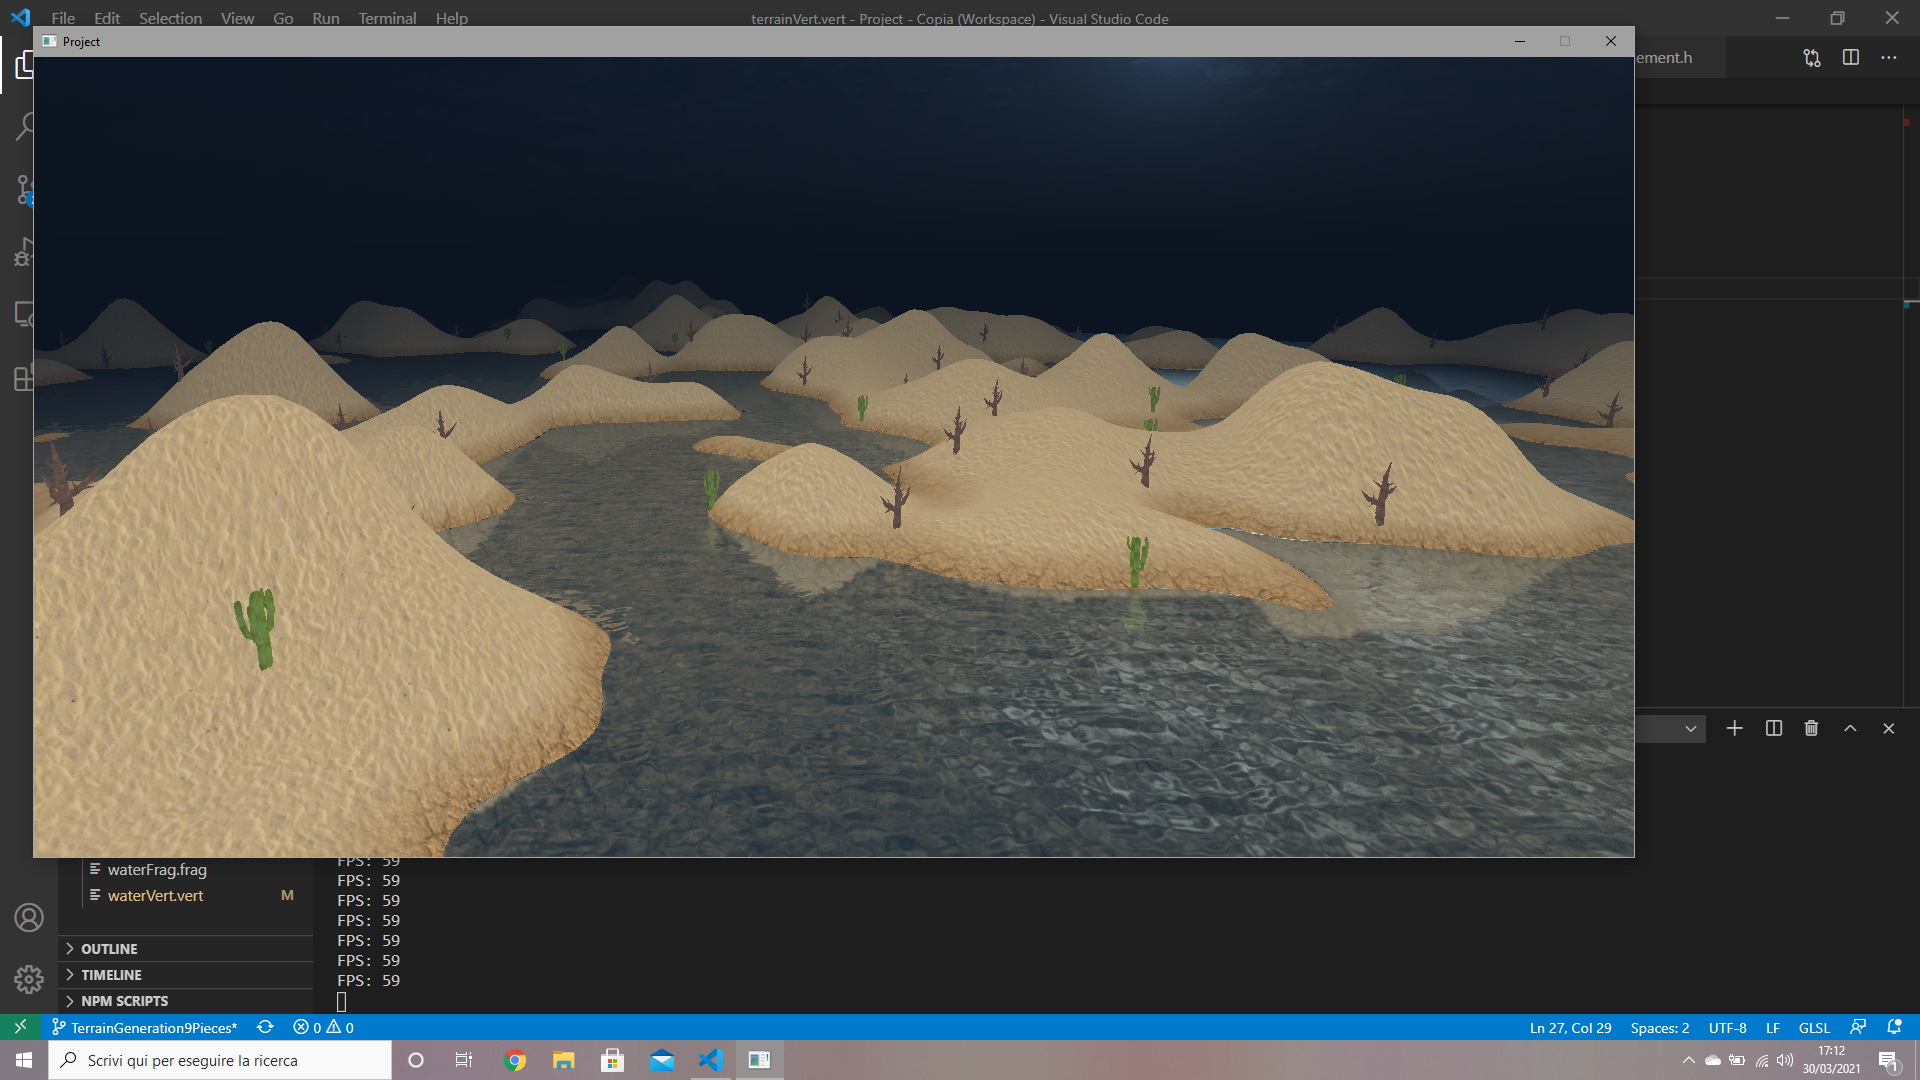 File Edit Selection View Go Run Terminal Help
terrainVert.vert - Project - Copia (Workspace) - Visual Studio Code
Project
ement.h
waterFrag.frag
waterVert.vert M
OUTLINE
TIMELINE
NPM SCRIPTS
FPS: 59
FPS: 59
FPS: 59
FPS: 59
FPS: 59
FPS: 59
FPS: 59
TerrainGeneration9Pieces* 0 0
Ln 27, Col 29 Spaces: 2 UTF-8 LF GLSL
Scrivi qui per eseguire la ricerca
17:12
30/03/2021
1